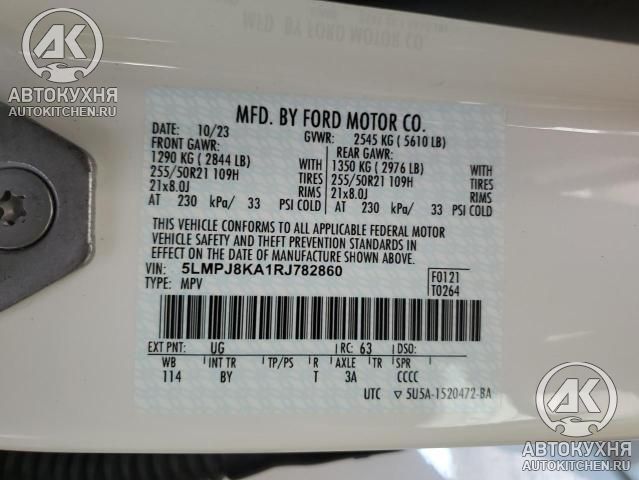 АВТОКУХНЯ
AUTOKITCHEN.RU
BY FORD MOTOR CO.
MFD. BY FORD MOTOR CO.
DATE: 10/23 GVWR: 2545 KG ( 5610 LB)
FRONT GAWR: REAR GAWR:
1290 KG ( 2844 LB) WITH 1350 KG ( 2976 LB) WITH
255/50R21 109H TIRES 255/50R21 109H TIRES
21x8.0J RIMS 21x8.0J RIMS
AT 230 kPa/ 33 PSI COLD AT 230 kPa/ 33 PSI COLD
THIS VEHICLE CONFORMS TO ALL APPLICABLE FEDERAL MOTOR
VEHICLE SAFETY AND THEFT PREVENTION STANDARDS IN
EFFECT ON THE DATE OF MANUFACTURE SHOWN ABOVE.
VIN: 5LMPJ8KA1RJ782860 F0121
TYPE: MPV T0264
EXT PNT: UG RC: 63 DSO:
WB INT TR TP/PS R AXLE TR SPR
114 BY T 3A CCCC
UTC ▽ 5U5A-1520472-BA
АВТОКУХНЯ
AUTOKITCHEN.RU